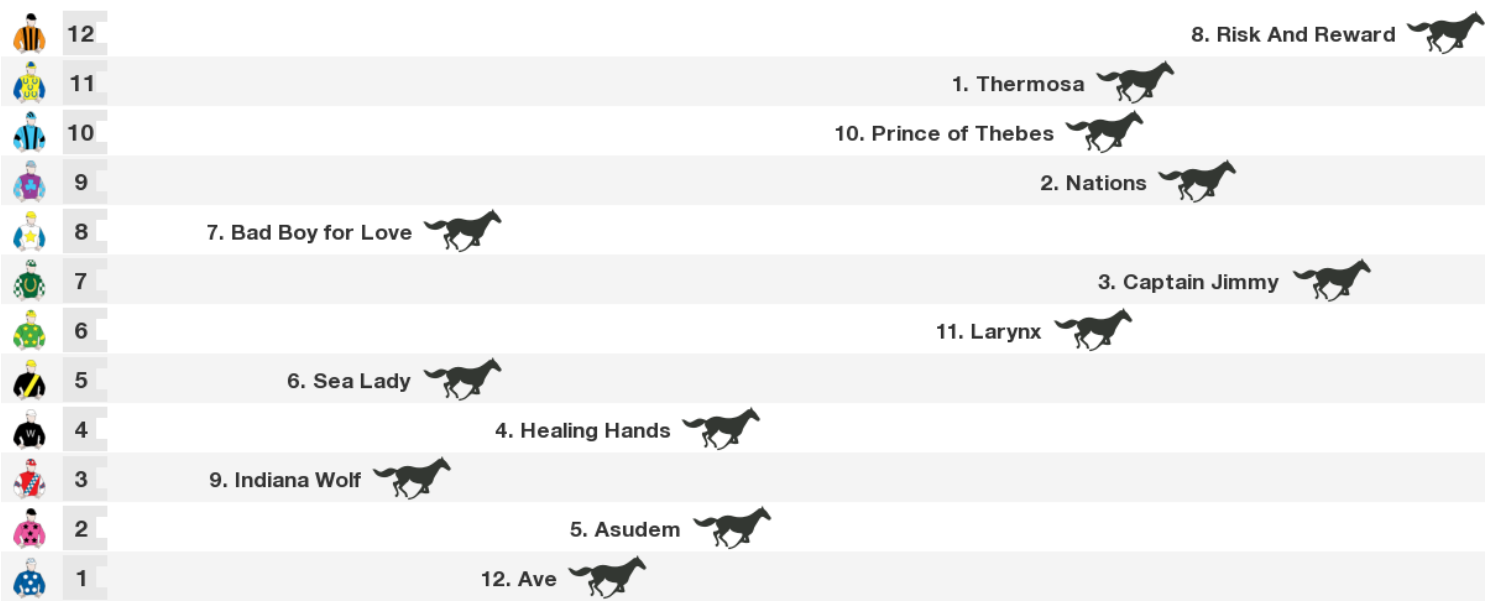 12 8. Risk And Reward
11 1. Thermosa
10 10. Prince of Thebes
9 2. Nations
8 7. Bad Boy for Love
7 3. Captain Jimmy
6 11. Larynx
5 6. Sea Lady
W 4 4. Healing Hands
3 9. Indiana Wolf
2 5. Asudem
1 12. Ave